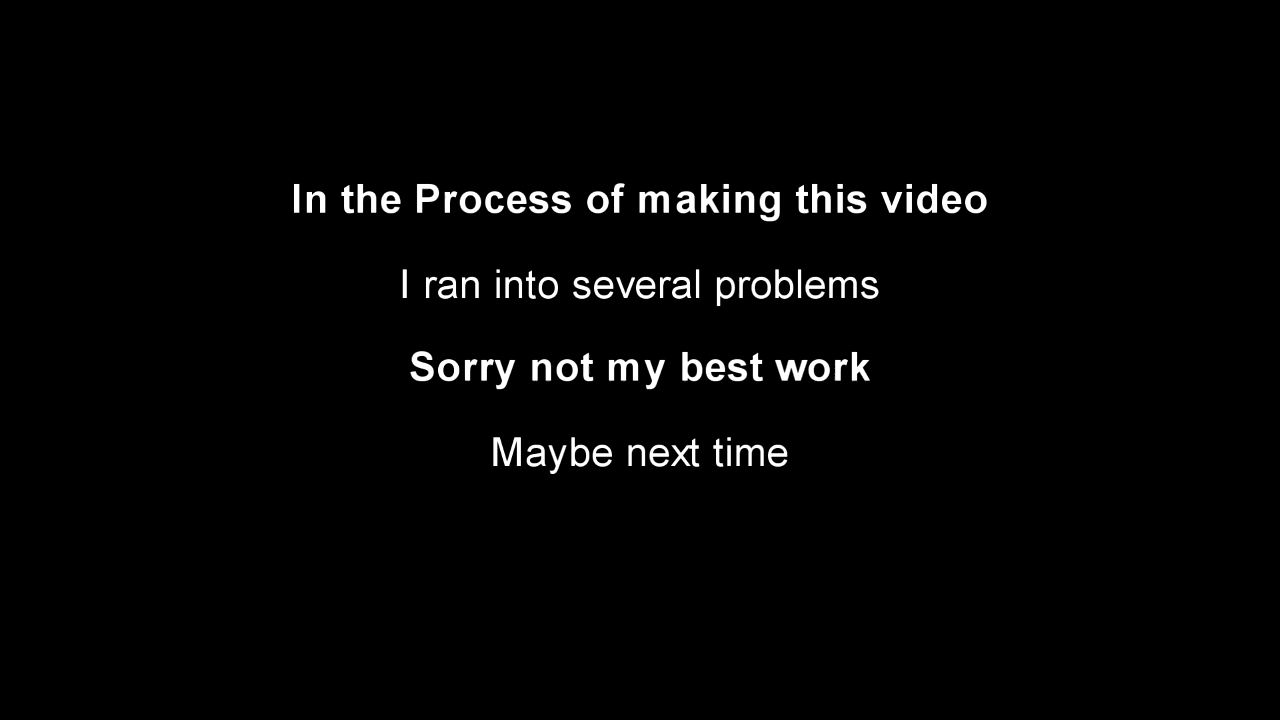 In the Process of making this video
I ran into several problems
Sorry not my best work
Maybe next time